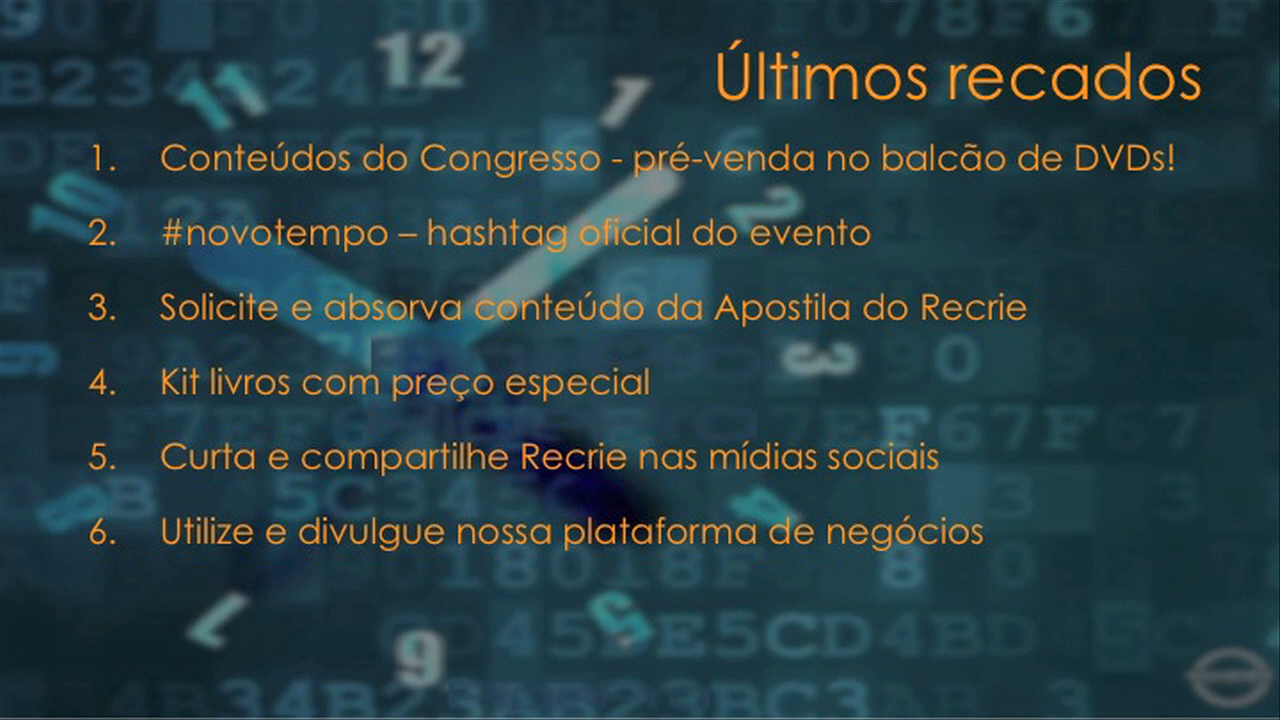 Últimos recados
1. Conteúdos do Congresso - pré-venda no balcão de DVDs!
2. #novotempo – hashtag oficial do evento
3. Solicite e absorva conteúdo da Apostila do Recrie
4. Kit livros com preço especial
5. Curta e compartilhe Recrie nas mídias sociais
6. Utilize e divulgue nossa plataforma de negócios